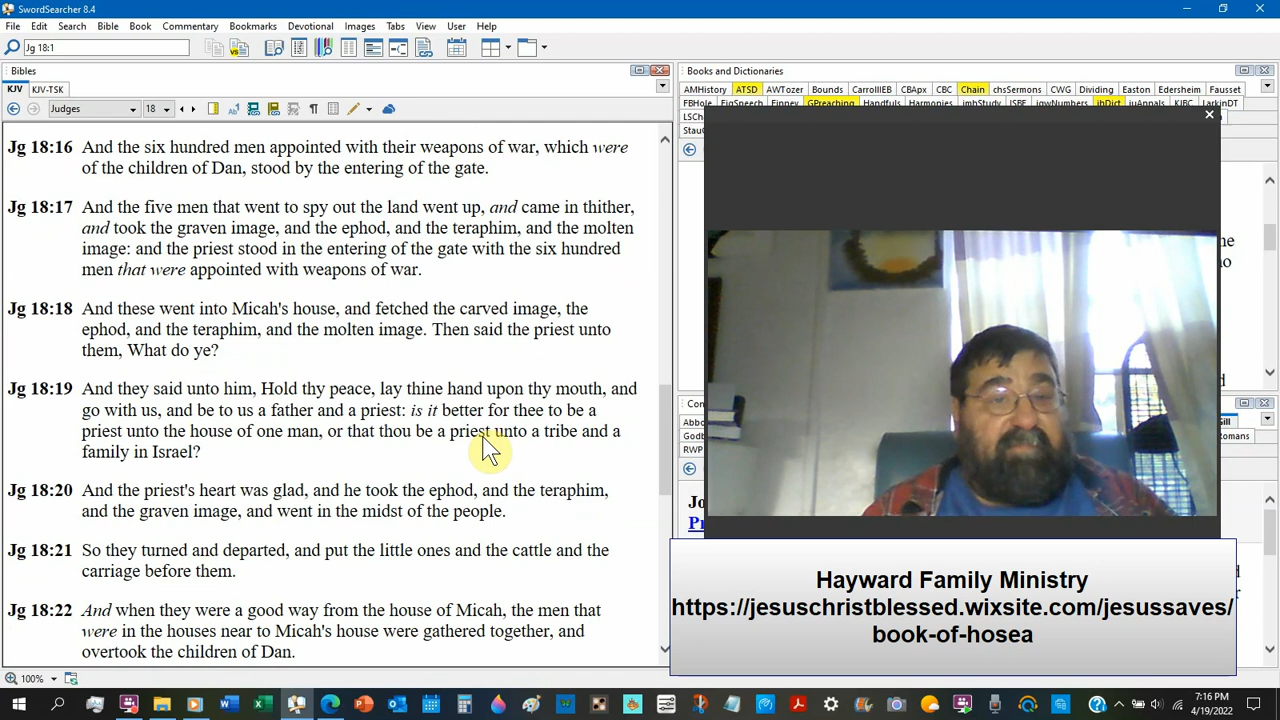 SwordSearcher 8.4
File Edit Search Bible Book Commentary Bookmarks Devotional Images Tabs View User Help
Jg 18:1
Bibles
KJV KJV-TSK
Judges 18
Jg 18:16 And the six hundred men appointed with their weapons of war, which were
of the children of Dan, stood by the entering of the gate.
Jg 18:17 And the five men that went to spy out the land went up, and came in thither,
and took the graven image, and the ephod, and the teraphim, and the molten
image: and the priest stood in the entering of the gate with the six hundred
men that were appointed with weapons of war.
Jg 18:18 And these went into Micah's house, and fetched the carved image, the
ephod, and the teraphim, and the molten image. Then said the priest unto
them, What do ye?
Jg 18:19 And they said unto him, Hold thy peace, lay thine hand upon thy mouth, and
go with us, and be to us a father and a priest: is it better for thee to be a
priest unto the house of one man, or that thou be a priest unto a tribe and a
family in Israel?
Jg 18:20 And the priest's heart was glad, and he took the ephod, and the teraphim,
and the graven image, and went in the midst of the people.
Jg 18:21 So they turned and departed, and put the little ones and the cattle and the
carriage before them.
Jg 18:22 And when they were a good way from the house of Micah, the men that
were in the houses near to Micah's house were gathered together, and
overtook the children of Dan.
120%
Books and Dictionaries
AMHistory ATSD AWTozer Bounds CarrollIEB CBApx CBC Chain chsSermons CWG Dividing Easton Edersheim Fausset
FBHole Finney GPreaching Handfuls Harmonies ISBE KJBC LarkinDT
Gill
Romans
RWP
Hayward Family Ministry
https://jesuschristblessed.wixsite.com/jesussaves/
book-of-hosea
7:16 PM
4/19/2022